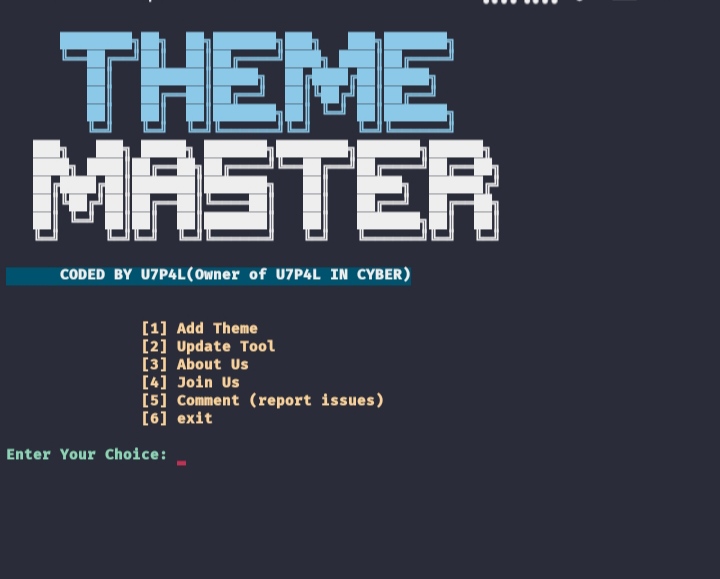 THEME
MASTER
CODED BY U7P4L(Owner of U7P4L IN CYBER)
[1] Add Theme
[2] Update Tool
[3] About Us
[4] Join Us
[5] Comment (report issues)
[6] exit
Enter Your Choice: